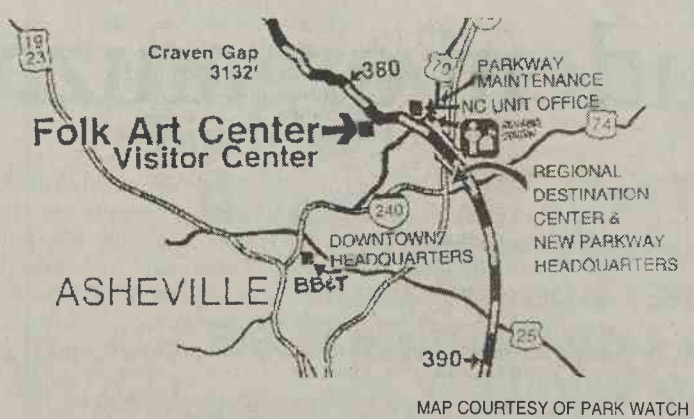 19
23
Craven Gap
3132'
380
70
PARKWAY
MAINTENANCE
NC UNIT OFFICE
74
Folk Art Center
Visitor Center
REGIONAL
DESTINATION
CENTER &
NEW PARKWAY
HEADQUARTERS
240
DOWNTOWN/
HEADQUARTERS
BB&T
ASHEVILLE
25
390
MAP COURTESY OF PARK WATCH